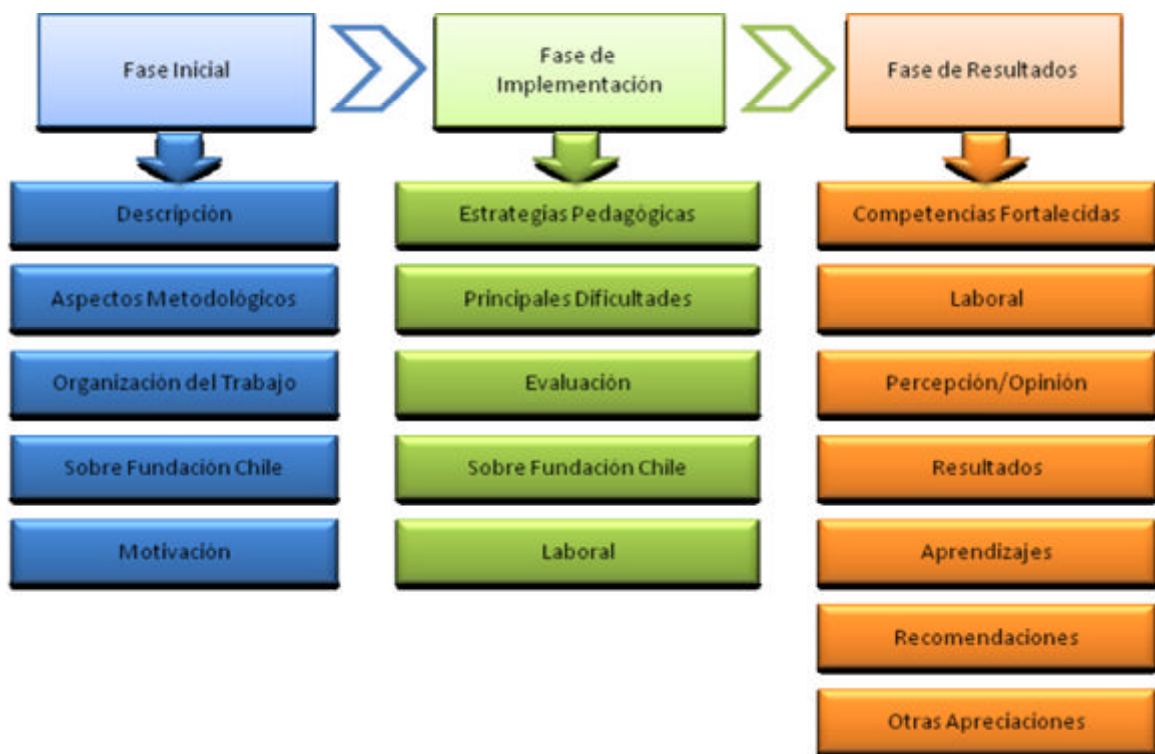 Fase Inicial
Fase de
Implementación
Fase de Resultados
Descripción
Aspectos Metodológicos
Organización del Trabajo
Sobre Fundación Chile
Motivación
Estrategias Pedagógicas
Principales Dificultades
Evaluación
Sobre Fundación Chile
Laboral
Competencias Fortalecidas
Laboral
Percepción/Opinión
Resultados
Aprendizajes
Recomendaciones
Otras Apreciaciones